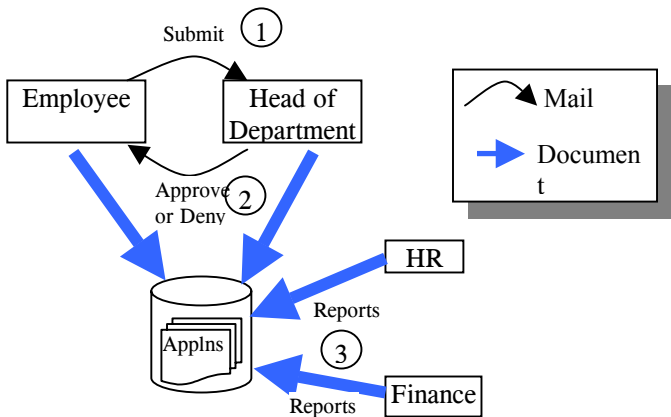 Submit
1
Employee
Head of
Department
Mail
Documen
t
Approve
or Deny
2
HR
Reports
Applns
3
Reports
Finance